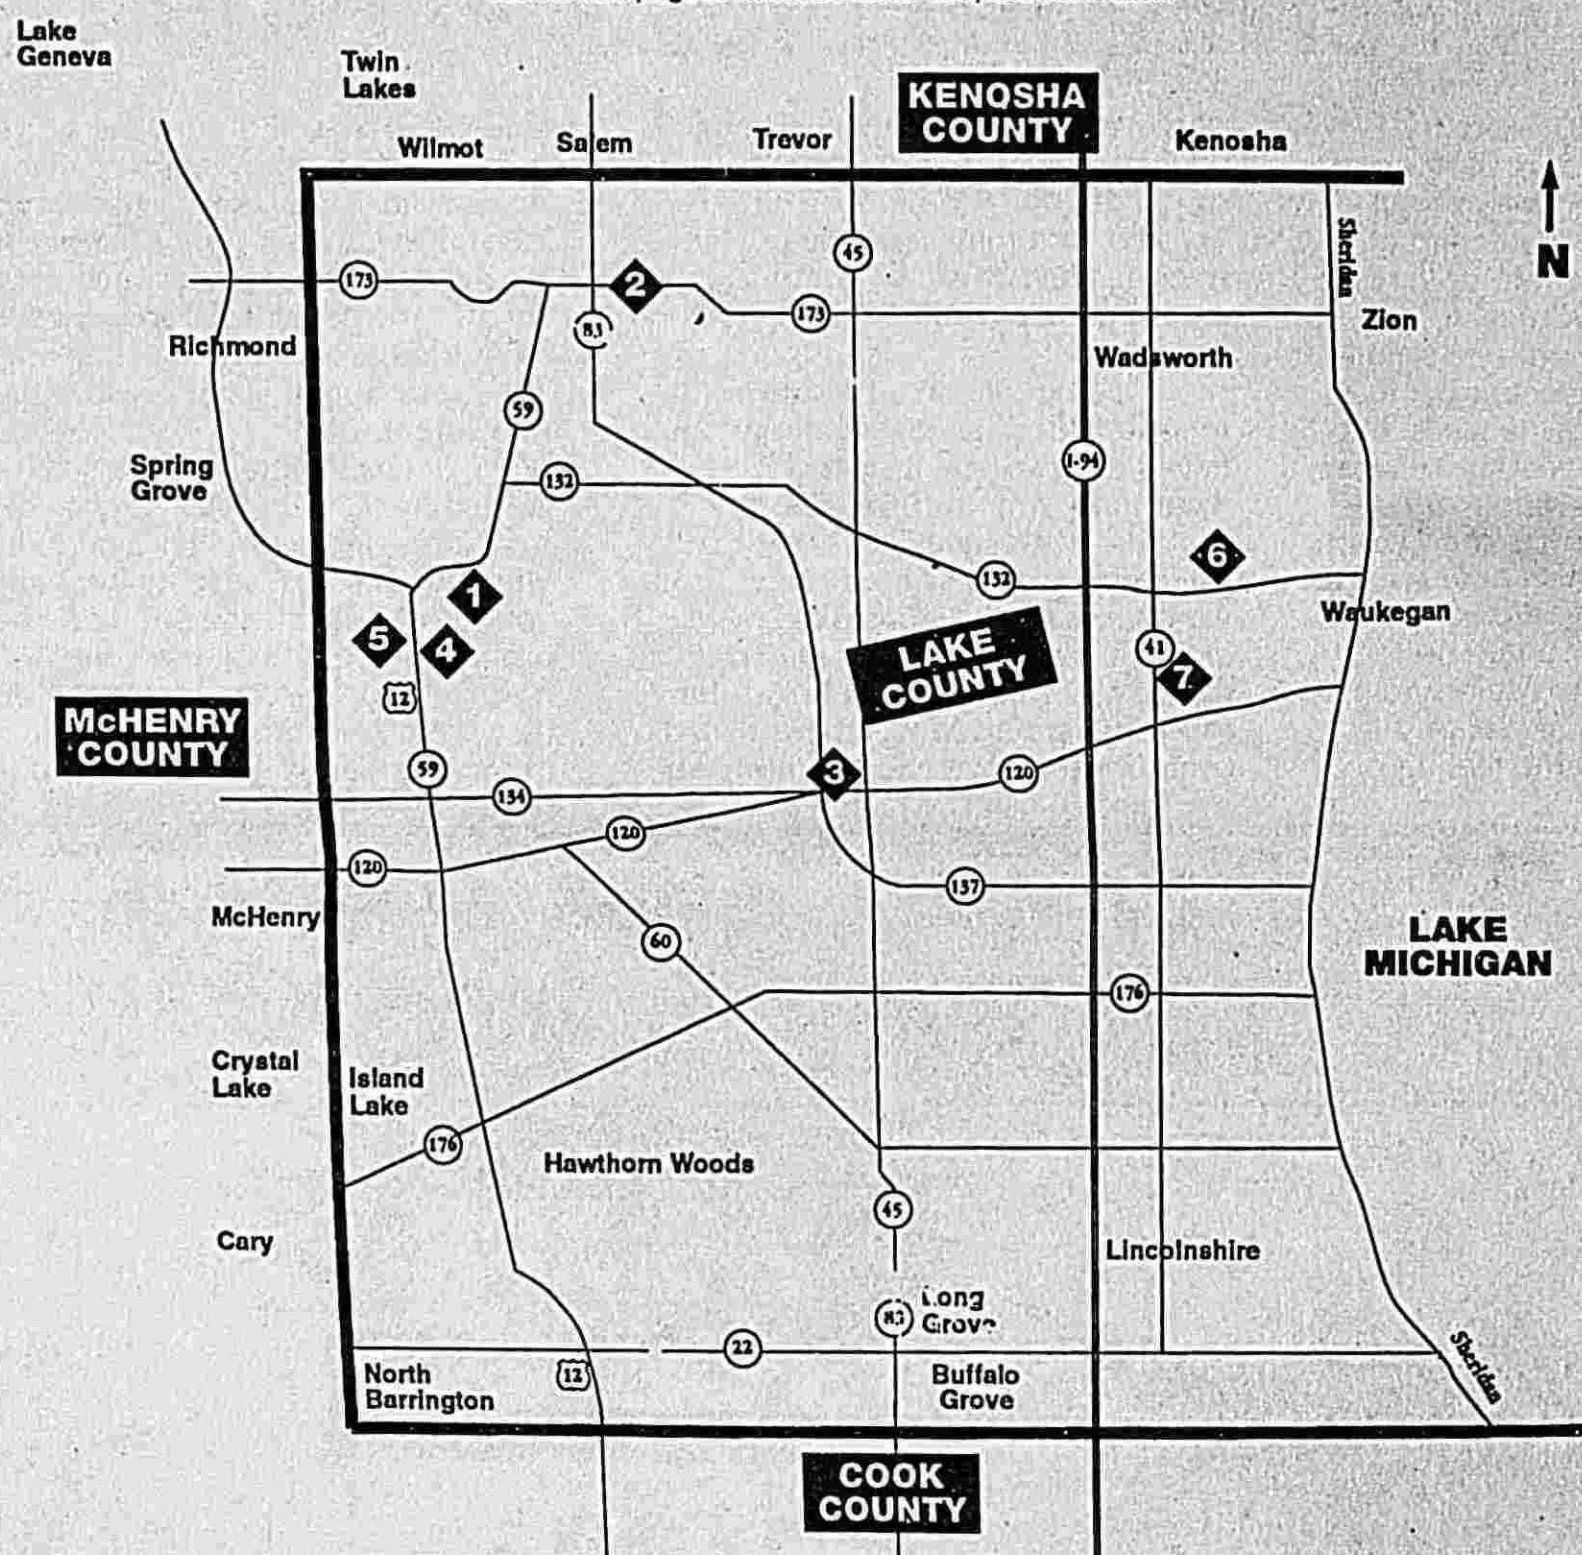 Lake
Geneva
Twin
Lakes
KENOSHA
COUNTY
Wilmot
Salem
Trevor
Kenosha
Sheridan
N
45
173
2
173
83
Zion
Richmond
Wadsworth
59
I-94
Spring
Grove
132
6
132
1
Waukegan
5
4
LAKE
COUNTY
41
7
12
McHENRY
COUNTY
59
3
120
134
120
120
137
McHenry
LAKE
MICHIGAN
60
176
Crystal
Lake
Island
Lake
176
Hawthorn Woods
45
Cary
Lincolnshire
Long
Grove
83
22
Sheridan
North
Barrington
12
Buffalo
Grove
COOK
COUNTY